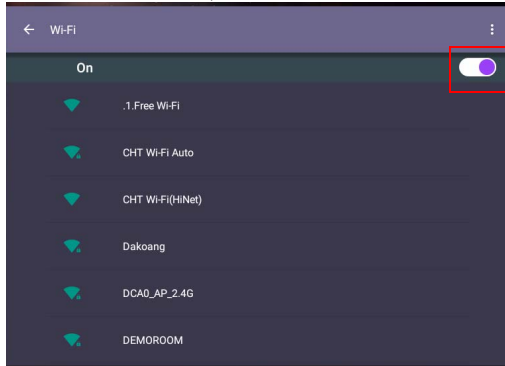 Wi-Fi
On
.1.Free Wi-Fi
CHT Wi-Fi Auto
CHT Wi-Fi(HiNet)
Dakoang
DCA0_AP_2.4G
DEMOROOM